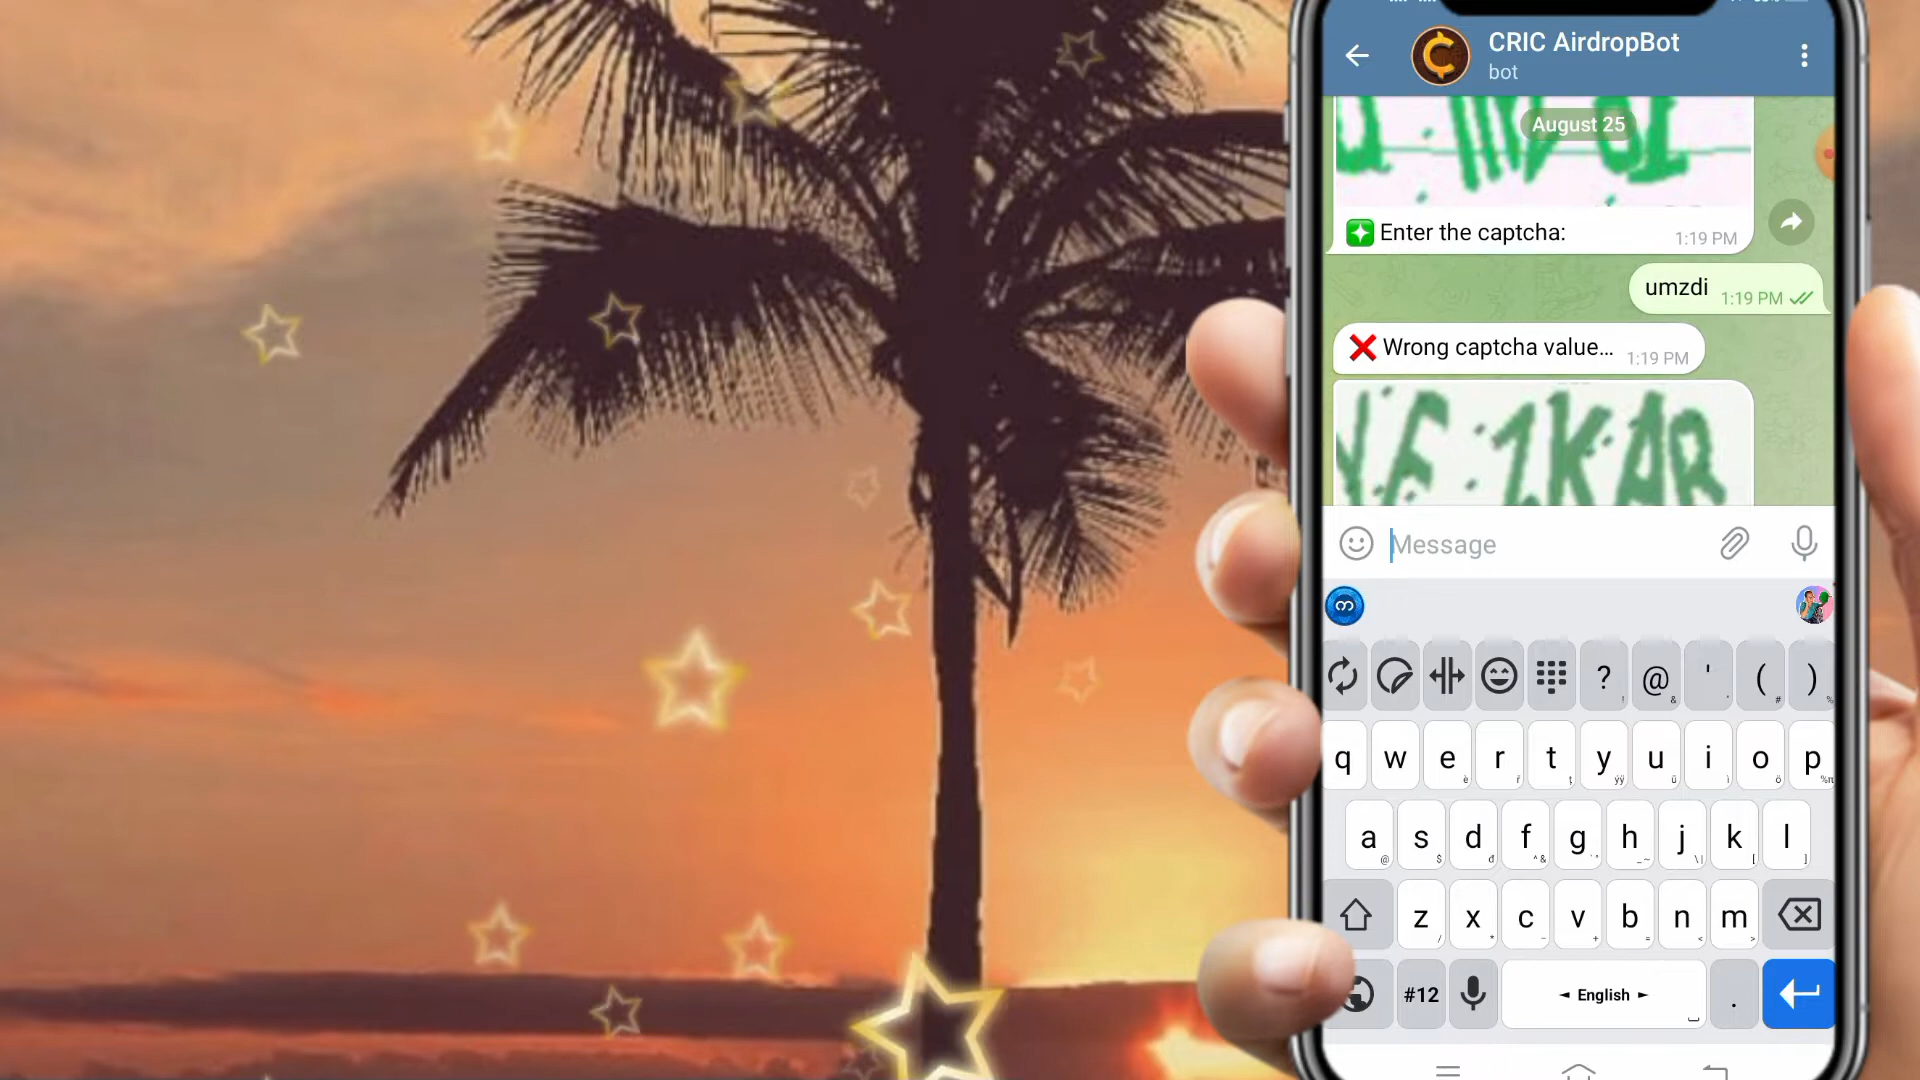 CRIC AirdropBot
bot
August 25
Enter the captcha:
1:19 PM
umzdi
1:19 PM
Wrong captcha value...
1:19 PM
Message
? @ ' ( )
q w e r t y u i o p
a s d f g h j k l
z x c v b n m
#12
English
.